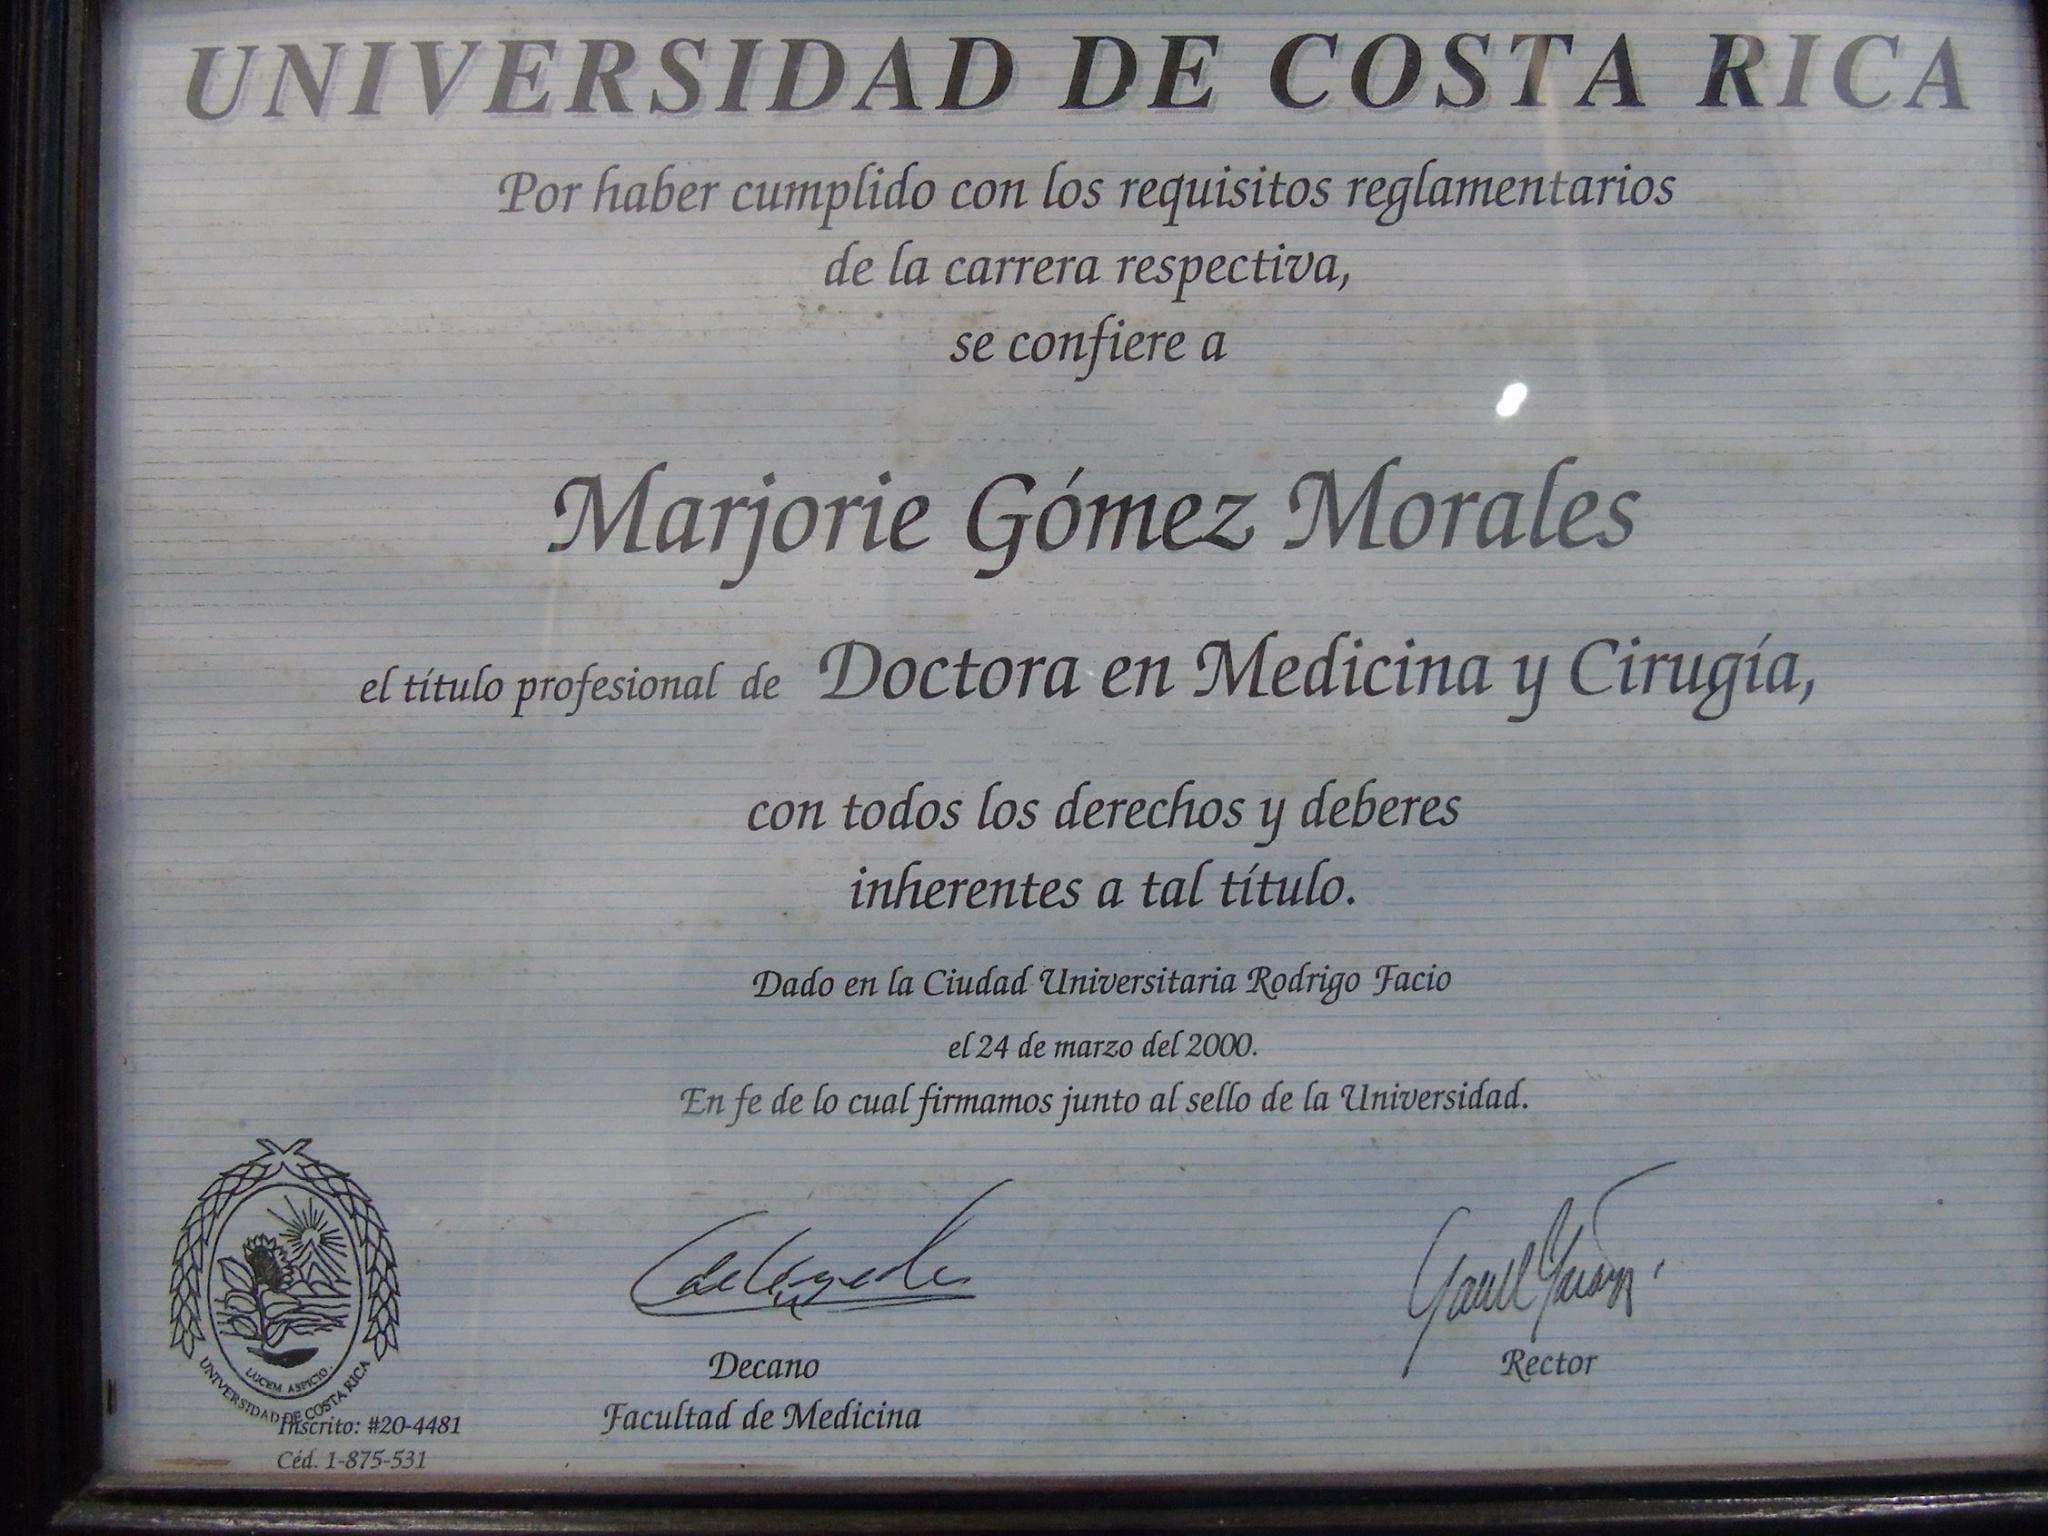 UNIVERSIDAD DE COSTA RICA
Por haber cumplido con los requisitos reglamentarios
de la carrera respectiva,
se confiere a
Marjorie Gómez Morales
el título profesional de Doctora en Medicina y Cirugía,
con todos los derechos y deberes
inherentes a tal título.
Dado en la Ciudad Universitaria Rodrigo Facio
el 24 de marzo del 2000.
En fe de lo cual firmamos junto al sello de la Universidad.
LUCEM ASPICIO
UNIVERSIDAD DE COSTA RICA
Inscrito: #20-4481
Céd. 1-875-531
Decano
Facultad de Medicina
Rector